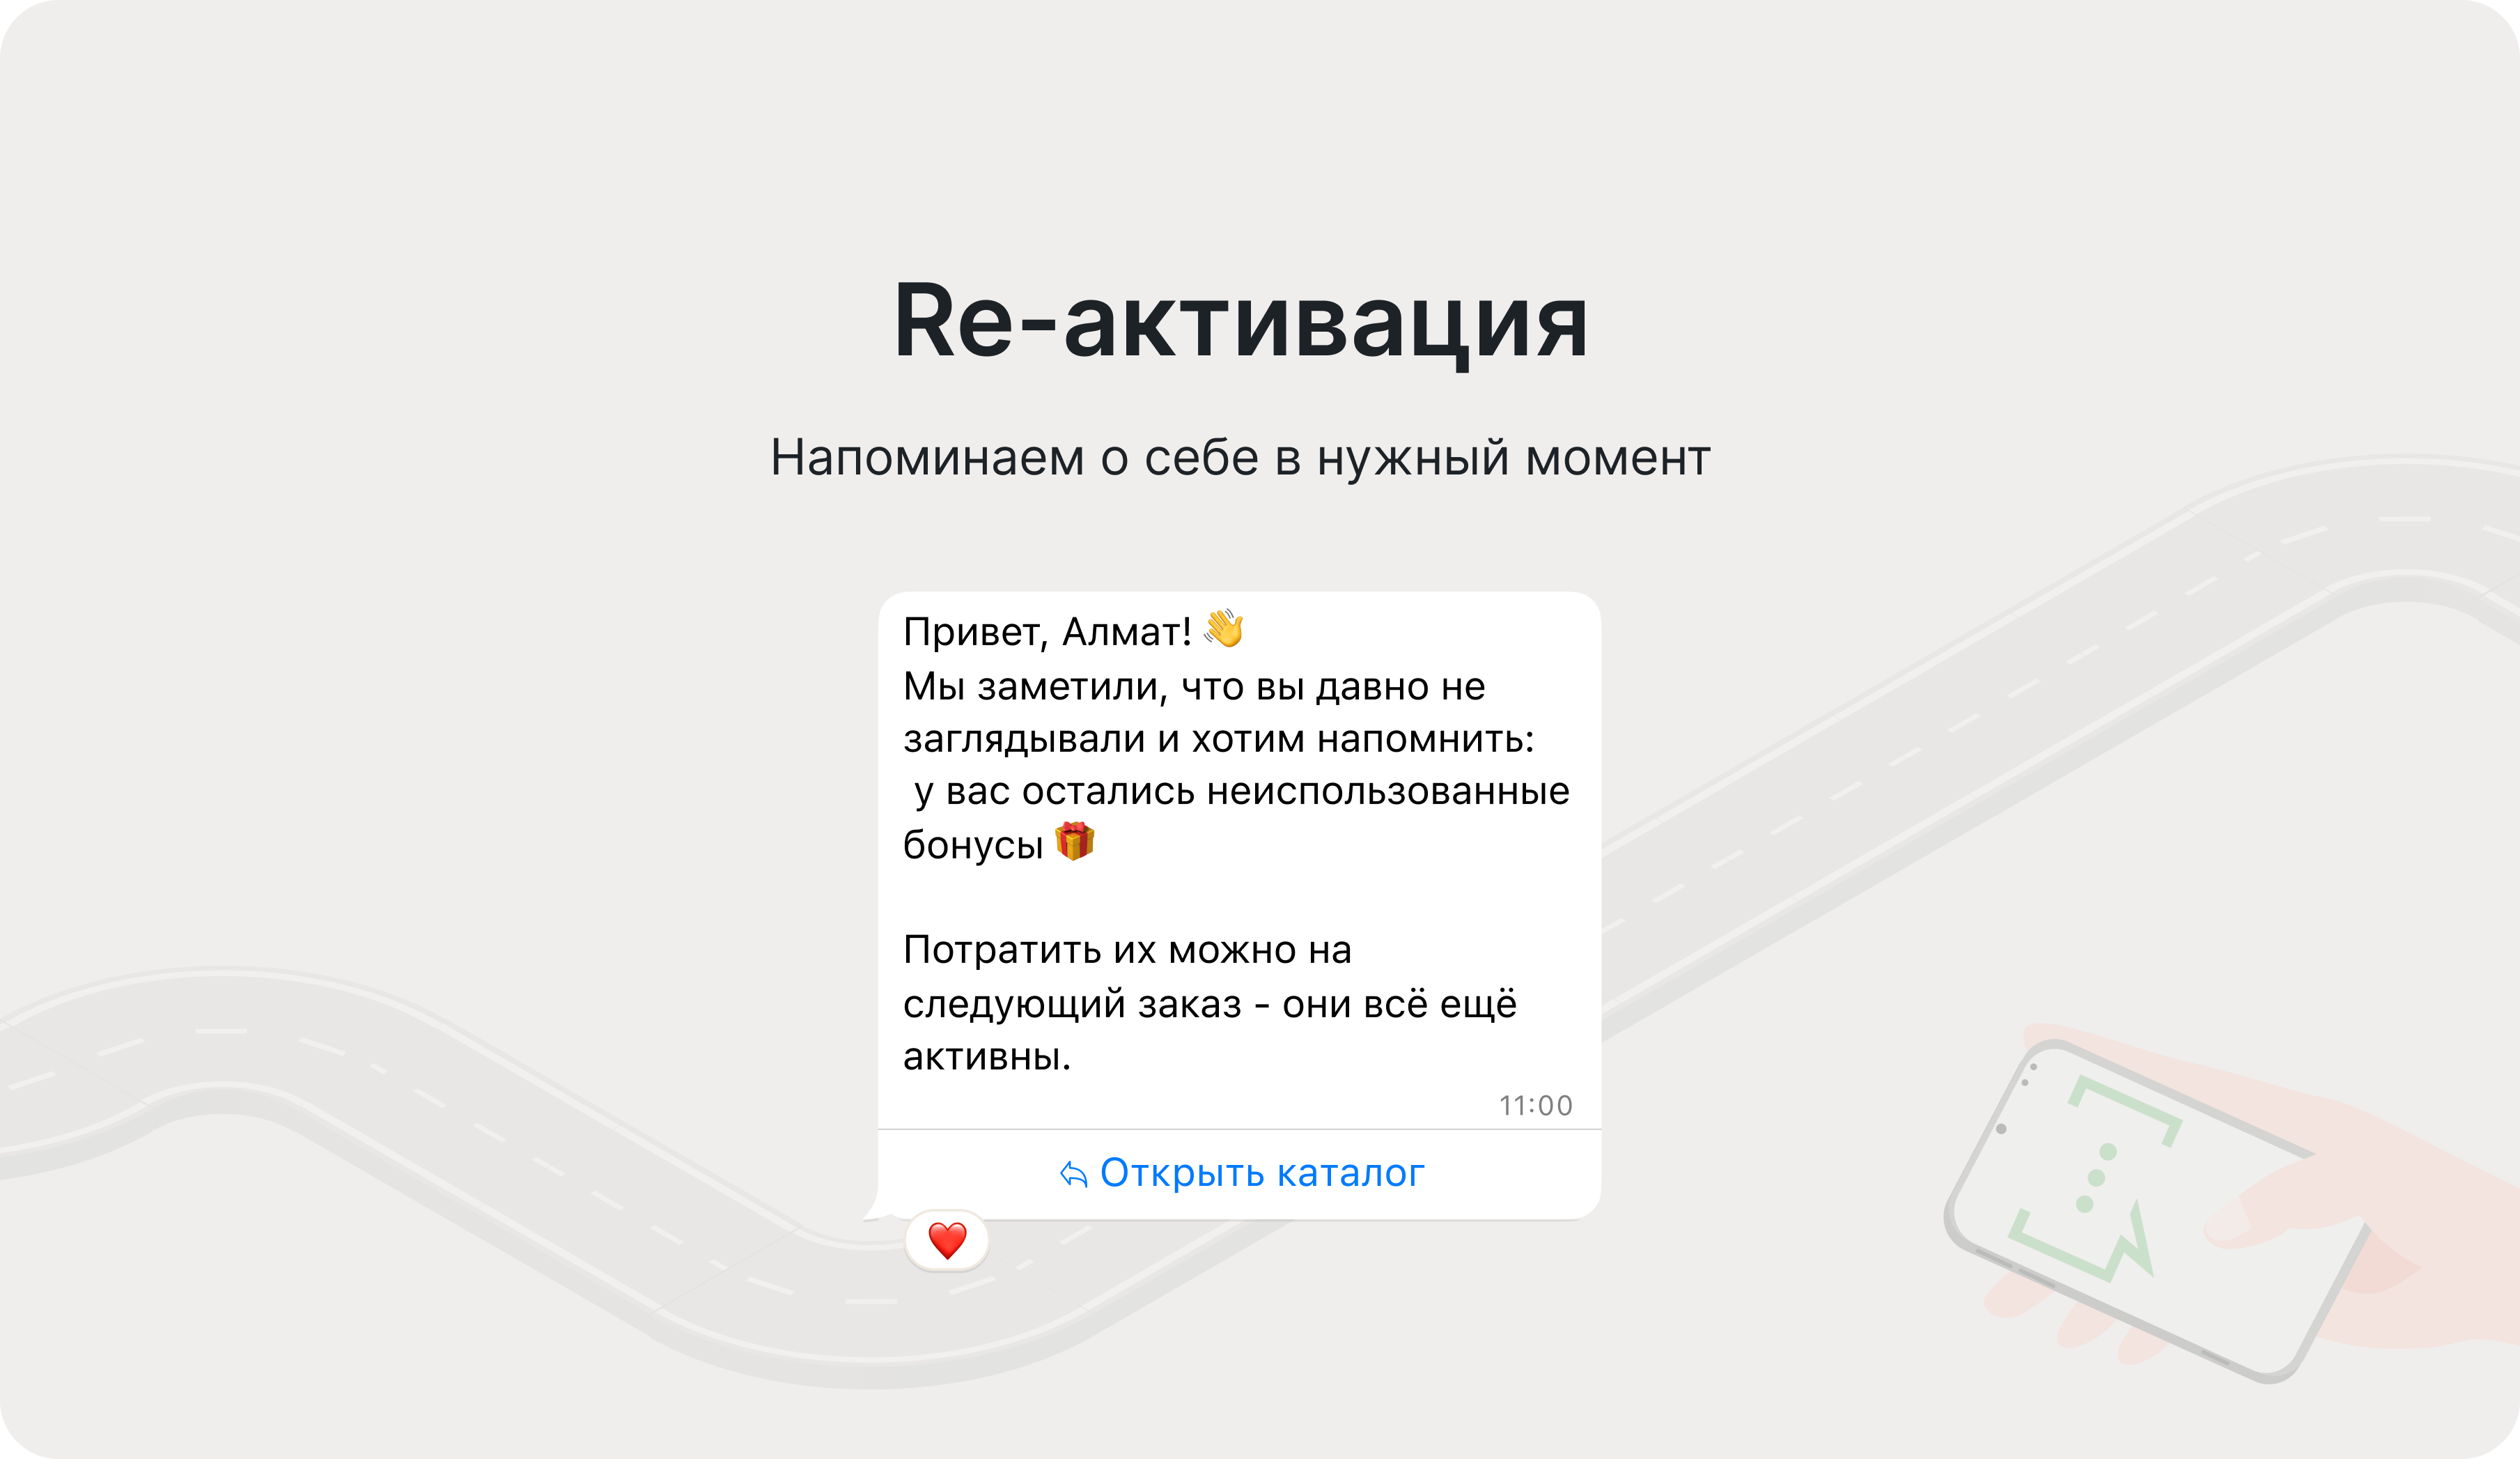 Re-активация
Напоминаем о себе в нужный момент
Привет, Алмат! 👋
Мы заметили, что вы давно не
заглядывали и хотим напомнить:
у вас остались неиспользованные
бонусы 🎁
Потратить их можно на
следующий заказ - они всё ещё
активны.
11:00
Открыть каталог